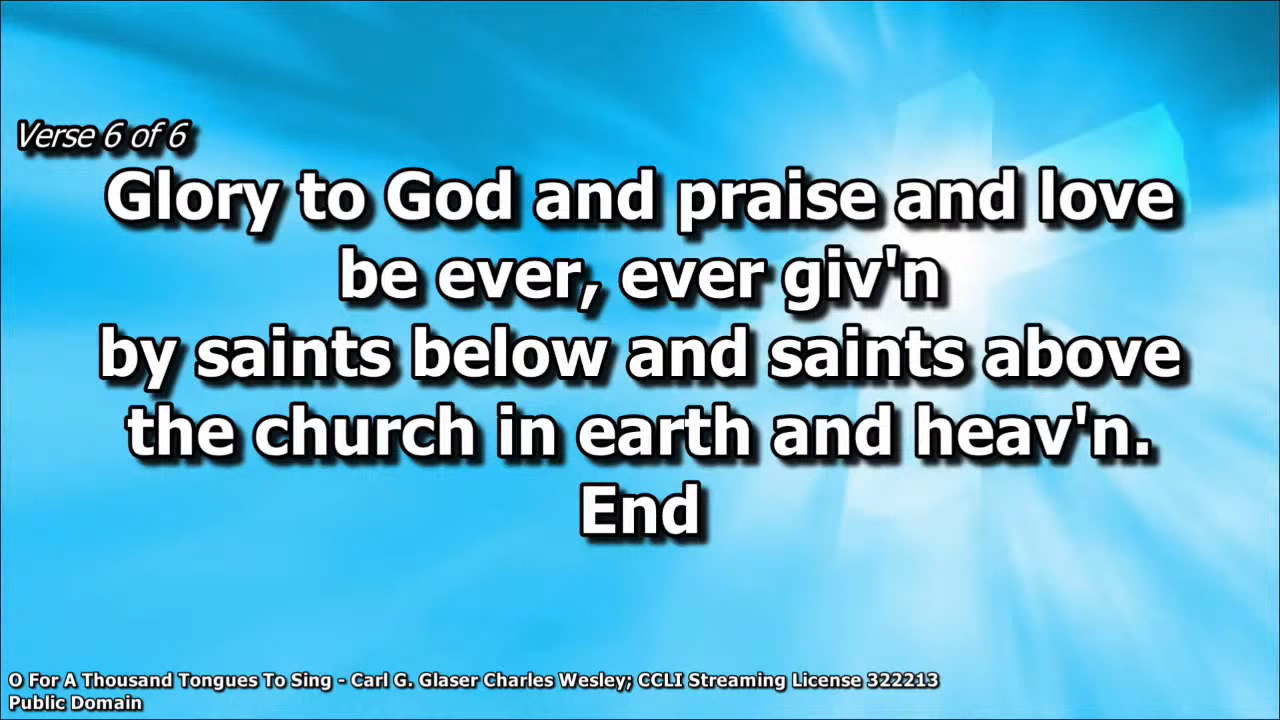 Verse 6 of 6
Glory to God and praise and love
be ever, ever giv'n
by saints below and saints above
the church in earth and heav'n.
End
O For A Thousand Tongues To Sing - Carl G. Glaser Charles Wesley; CCLI Streaming License 322213
Public Domain